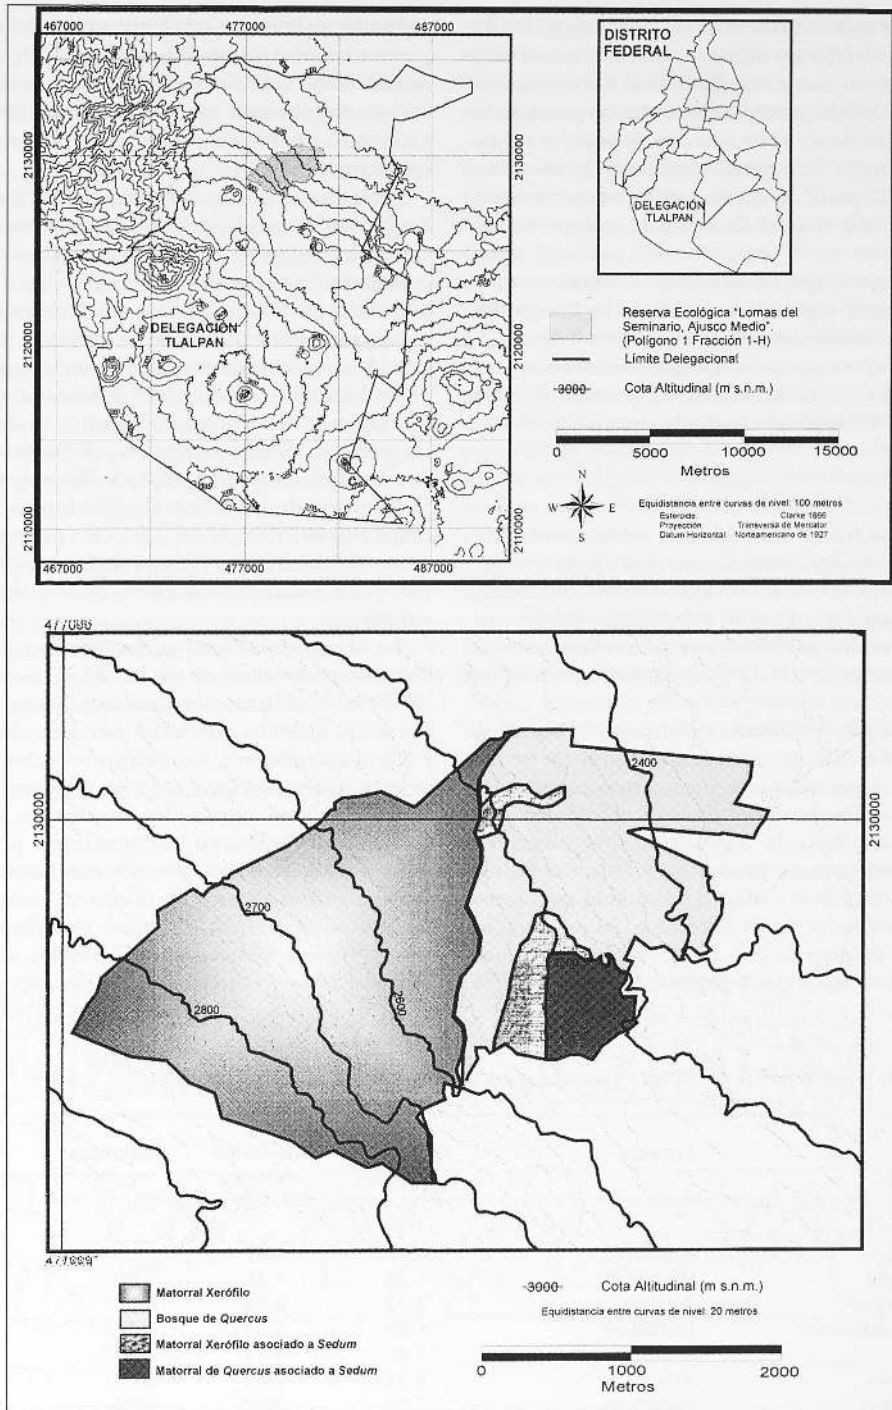 467000 477000 487000
2130000 2130000
DELEGACIÓN
TLALPAN
2120000 2120000
2110000 2110000
467000 477000 487000
DISTRITO
FEDERAL
DELEGACIÓN
TLALPAN
Reserva Ecológica "Lomas del
Seminario, Ajusco Medio".
(Polígono 1 Fracción 1-H)
Límite Delegacional
3000 Cota Altitudinal (m s.n.m.)
0 5000 10000 15000
Metros
N
W E
S
Equidistancia entre curvas de nivel: 100 metros
Esferoide Clarke 1866
Proyección Transversa de Mercator
Datum Horizontal Norteamericano de 1927
2400
2130000 2130000
2700
2600
2800
Matorral Xerófilo
Bosque de Quercus
Matorral Xerófilo asociado a Sedum
Matorral de Quercus asociado a Sedum
3000 Cota Altitudinal (m s.n.m.)
Equidistancia entre curvas de nivel: 20 metros
0 1000 2000
Metros